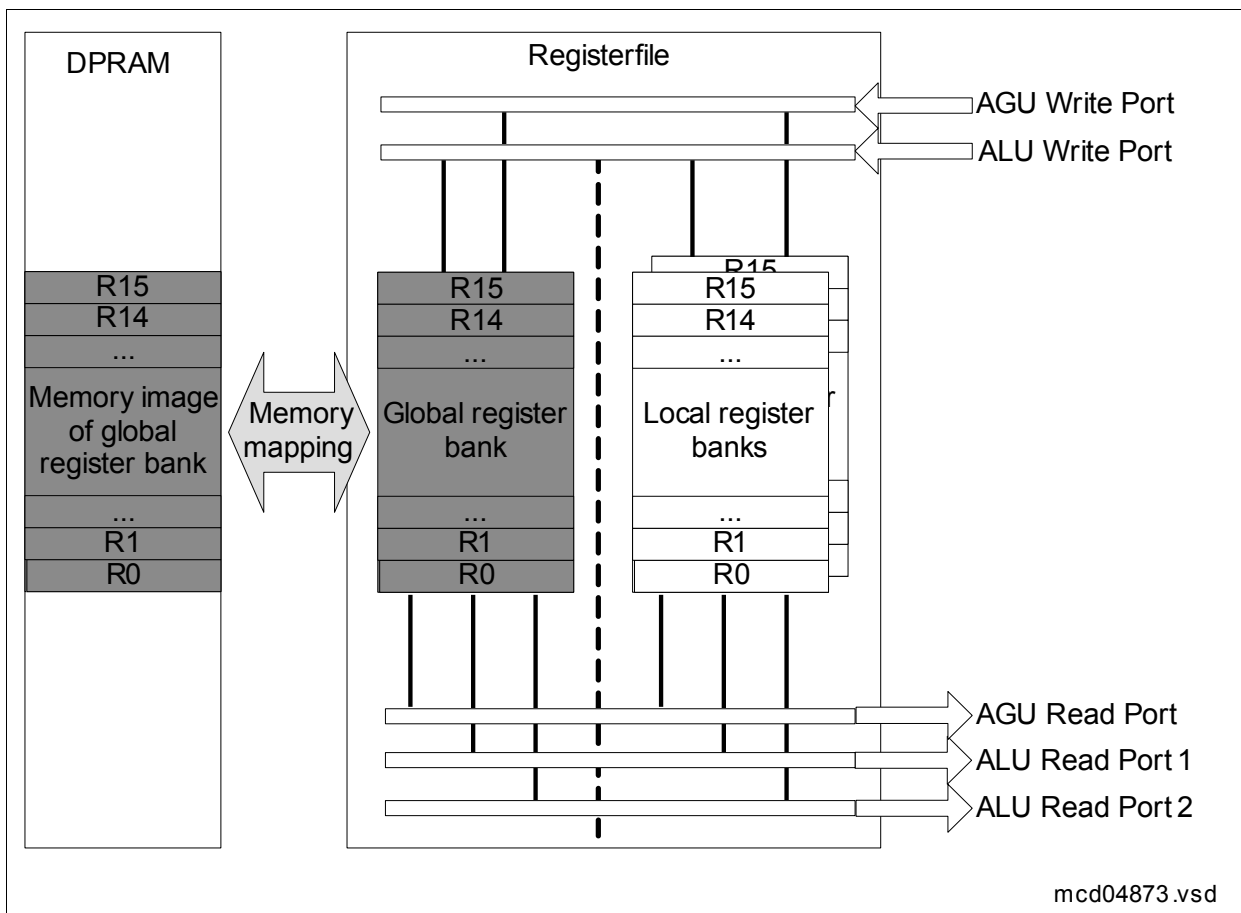 DPRAM
R15
R14
...
Memory image
of global
register bank
...
R1
R0
Memory
mapping
Registerfile
R15
R14
...
Global register
bank
...
R1
R0
R15
R15
R14
...
Local register
banks
...
R1
R0
AGU Write Port
ALU Write Port
AGU Read Port
ALU Read Port 1
ALU Read Port 2
mcd04873.vsd